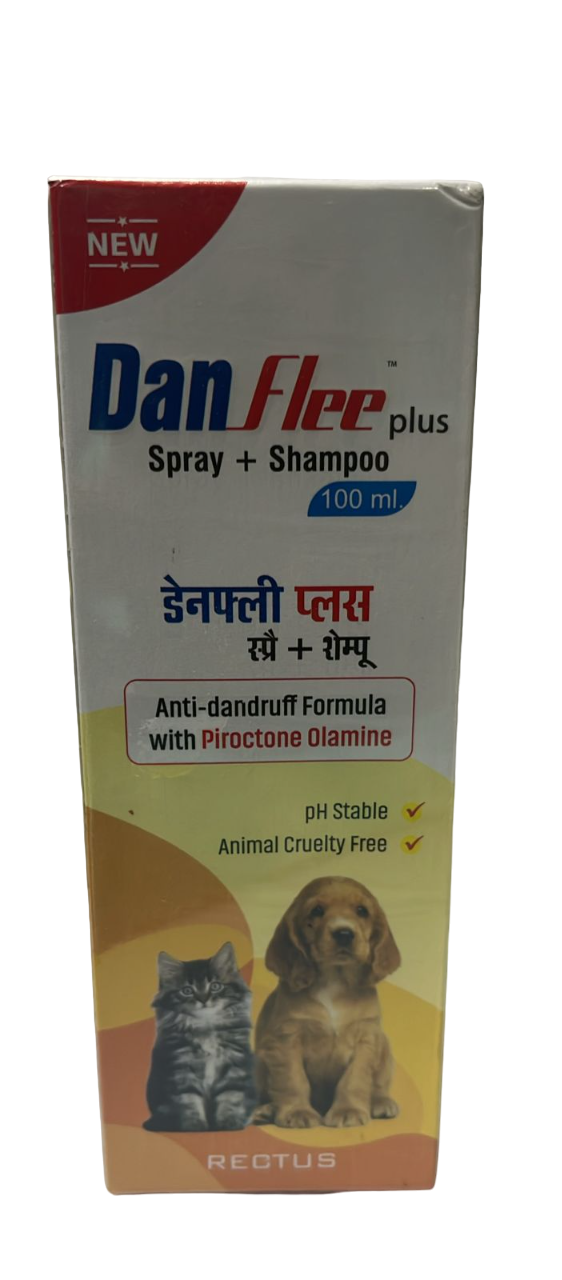 NEW
DanFlee™ plus
Spray + Shampoo
100 ml.
डेनफ्ली प्लस
स्प्रै + शेम्पू
Anti-dandruff Formula
with Piroctone Olamine
pH Stable
Animal Cruelty Free
RECTUS